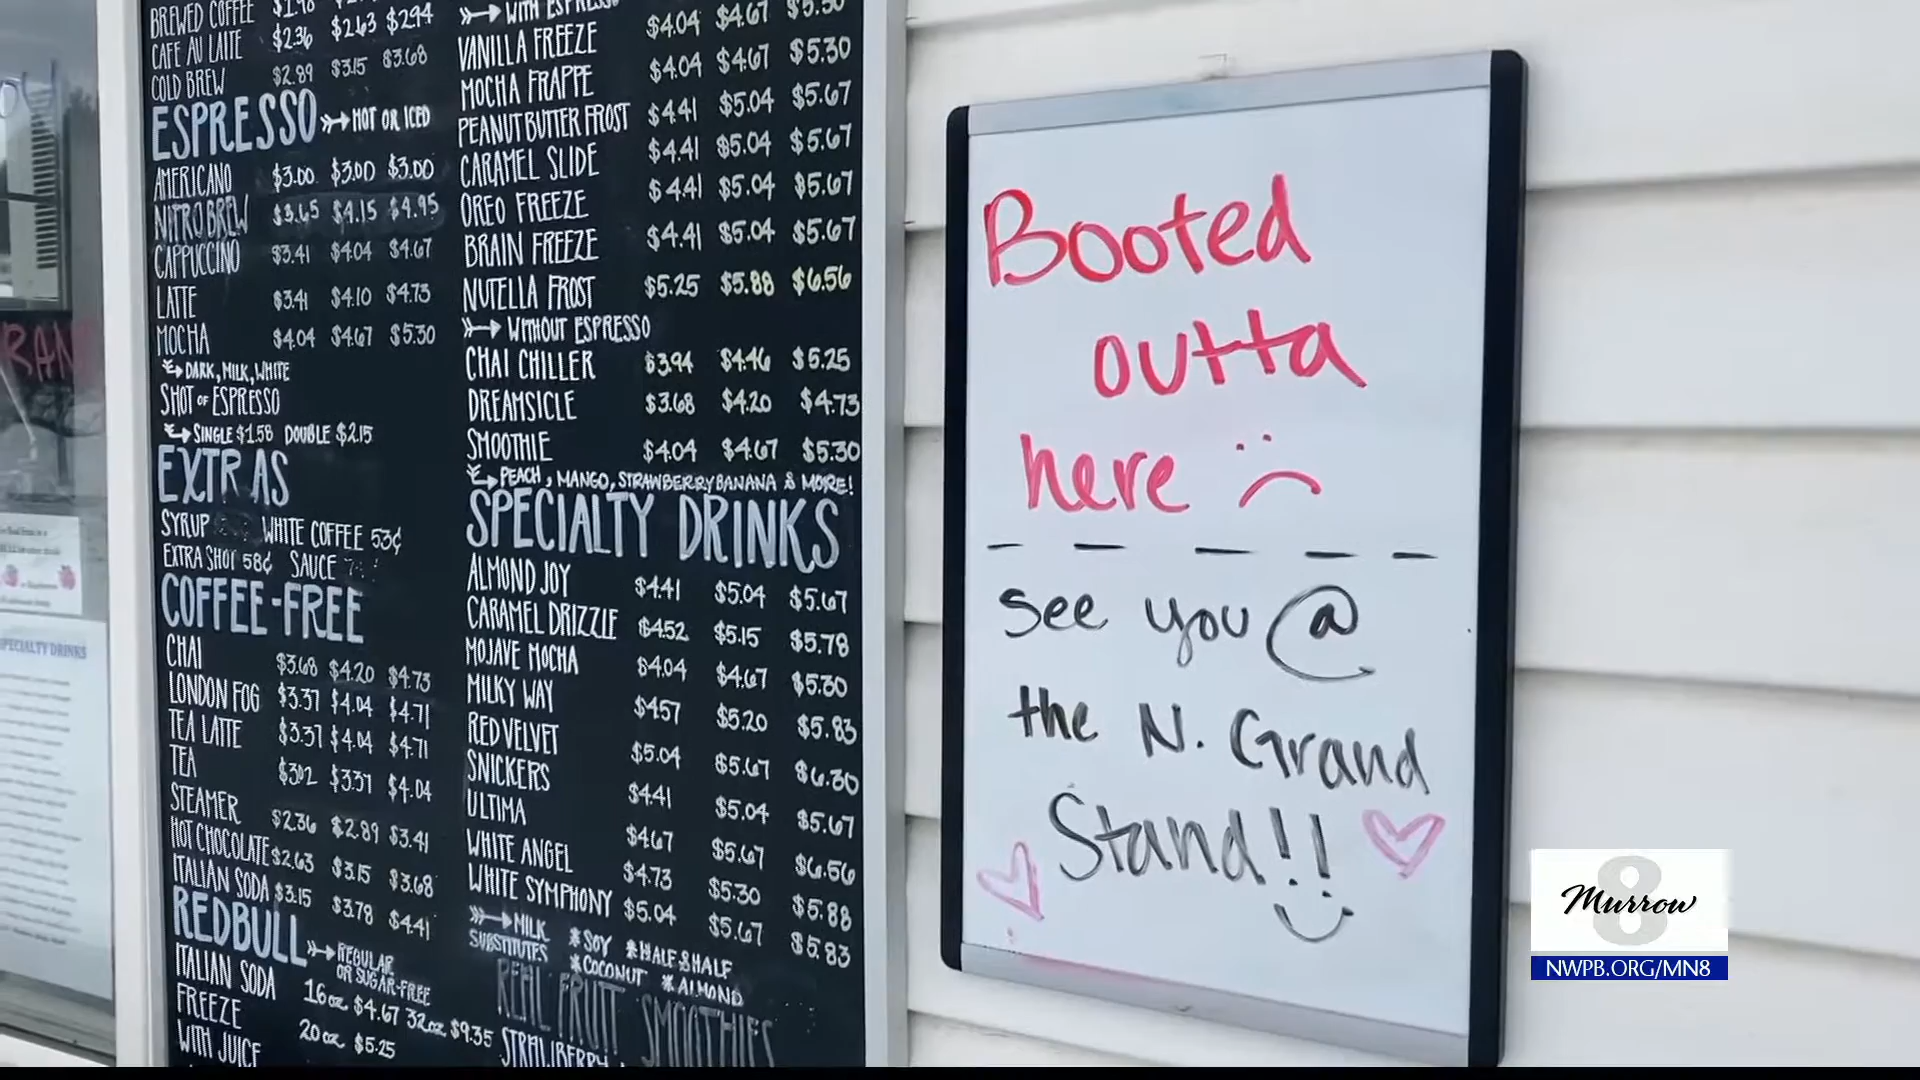 BREWED COFFEE
CAFE AU LAITE $2.36 $2.63 $2.94
COLD BREW $2.89 $3.15 $3.68
ESPRESSO HOT OR ICED
AMERICANO $3.00 $3.00 $3.00
NITRO BREW $3.65 $4.15 $4.95
CAPPUCCINO $3.41 $4.04 $4.67
LATTE $3.41 $4.10 $4.73
MOCHA $4.04 $4.67 $5.30
DARK, MILK, WHITE
SHOT OF ESPRESSO
SINGLE $1.58 DOUBLE $2.15
EXTRAS
SYRUP WHITE COFFEE 53¢
EXTRA SHOT 58¢ SAUCE
COFFEE-FREE
CHAI $3.68 $4.20 $4.73
LONDON FOG $3.37 $4.04 $4.71
TEA LATTE $3.37 $4.04 $4.71
TEA $3.02 $3.37 $4.04
STEAMER $2.36 $2.89 $3.41
HOT CHOCOLATE $2.63 $3.15 $3.68
ITALIAN SODA $3.15 $3.78 $4.41
REDBULL REGULAR
OR SUGAR-FREE
ITALIAN SODA 16oz $4.67 32oz $9.35
FREEZE 20oz $5.25
WITH JUICE
WITH ESPRESSO
VANILLA FREEZE $4.04 $4.67 $5.30
MOCHA FRAPPE $4.04 $4.67 $5.30
PEANUT BUTTER FROST $4.41 $5.04 $5.67
CARAMEL SLIDE $4.41 $5.04 $5.67
OREO FREEZE $4.41 $5.04 $5.67
BRAIN FREEZE $4.41 $5.04 $5.67
NUTELLA FROST $5.25 $5.88 $6.56
WITHOUT ESPRESSO
CHAI CHILLER $3.94 $4.46 $5.25
DREAMSICLE $3.68 $4.20 $4.73
SMOOTHIE $4.04 $4.67 $5.30
PEACH, MANGO, STRAWBERRY BANANA & MORE!
SPECIALTY DRINKS
ALMOND JOY $4.41 $5.04 $5.67
CARAMEL DRIZZLE $4.52 $5.15 $5.78
MOJAVE MOCHA $4.04 $4.67 $5.30
MILKY WAY $4.57 $5.20 $5.83
RED VELVET $5.04 $5.67 $6.30
SNICKERS $4.41 $5.04 $5.67
ULTIMA $4.67 $5.67 $6.56
WHITE ANGEL $4.73 $5.30 $5.88
WHITE SYMPHONY $5.04 $5.67 $5.83
MILK SUBSTITUTES *SOY *HALF & HALF
*COCONUT *ALMOND
REAL FRUIT SMOOTHIES
STRAWBERRY
SPECIALTY DRINKS
Booted
outta
here
see you @
the N. Grand
Stand!!
8
Murrow
NWPB.ORG/MN8